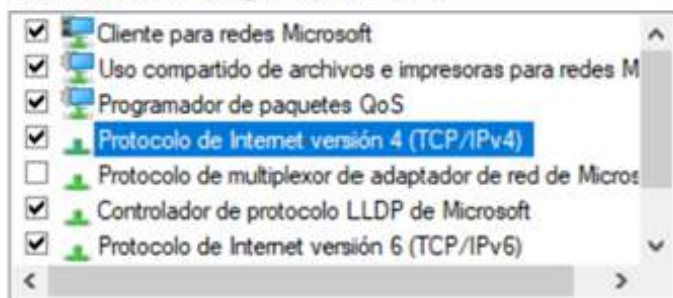 Cliente para redes Microsoft
Uso compartido de archivos e impresoras para redes M
Programador de paquetes QoS
Protocolo de Internet versión 4 (TCP/IPv4)
Protocolo de multiplexor de adaptador de red de Micros
Controlador de protocolo LLDP de Microsoft
Protocolo de Internet versión 6 (TCP/IPv6)